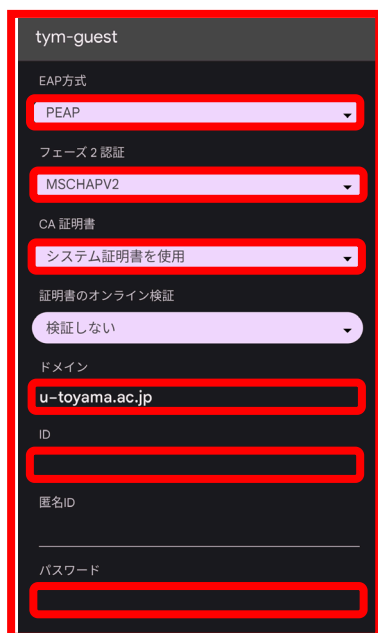 tym-guest
EAP方式
PEAP
フェーズ 2 認証
MSCHAPV2
CA 証明書
システム証明書を使用
証明書のオンライン検証
検証しない
ドメイン
u-toyama.ac.jp
ID
匿名ID
パスワード